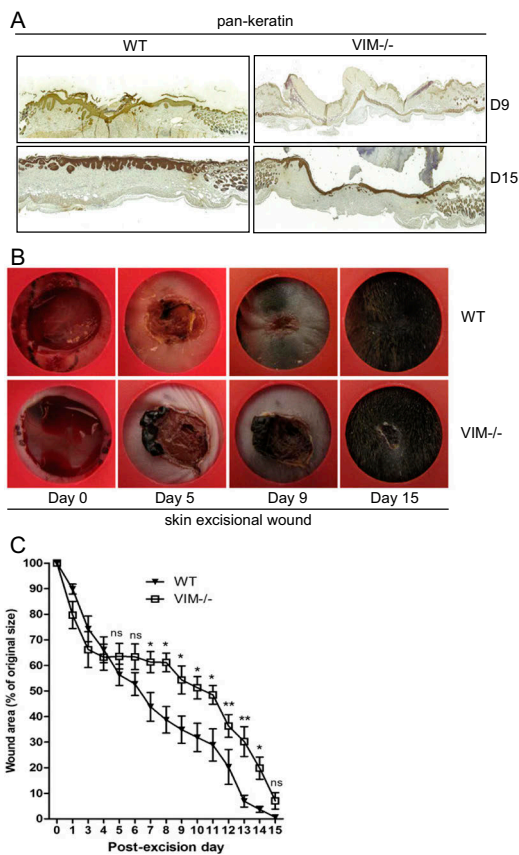 A
pan-keratin
WT
VIM-/-
D9
D15
B
WT
VIM-/-
Day 0
Day 5
Day 9
Day 15
skin excisional wound
C
WT
VIM-/-
Wound area (% of original size)
100
90
80
70
60
50
40
30
20
10
0
ns
ns
*
*
*
*
*
**
**
*
ns
0 1 3 4 5 6 7 8 9 10 11 12 13 14 15
Post-excision day